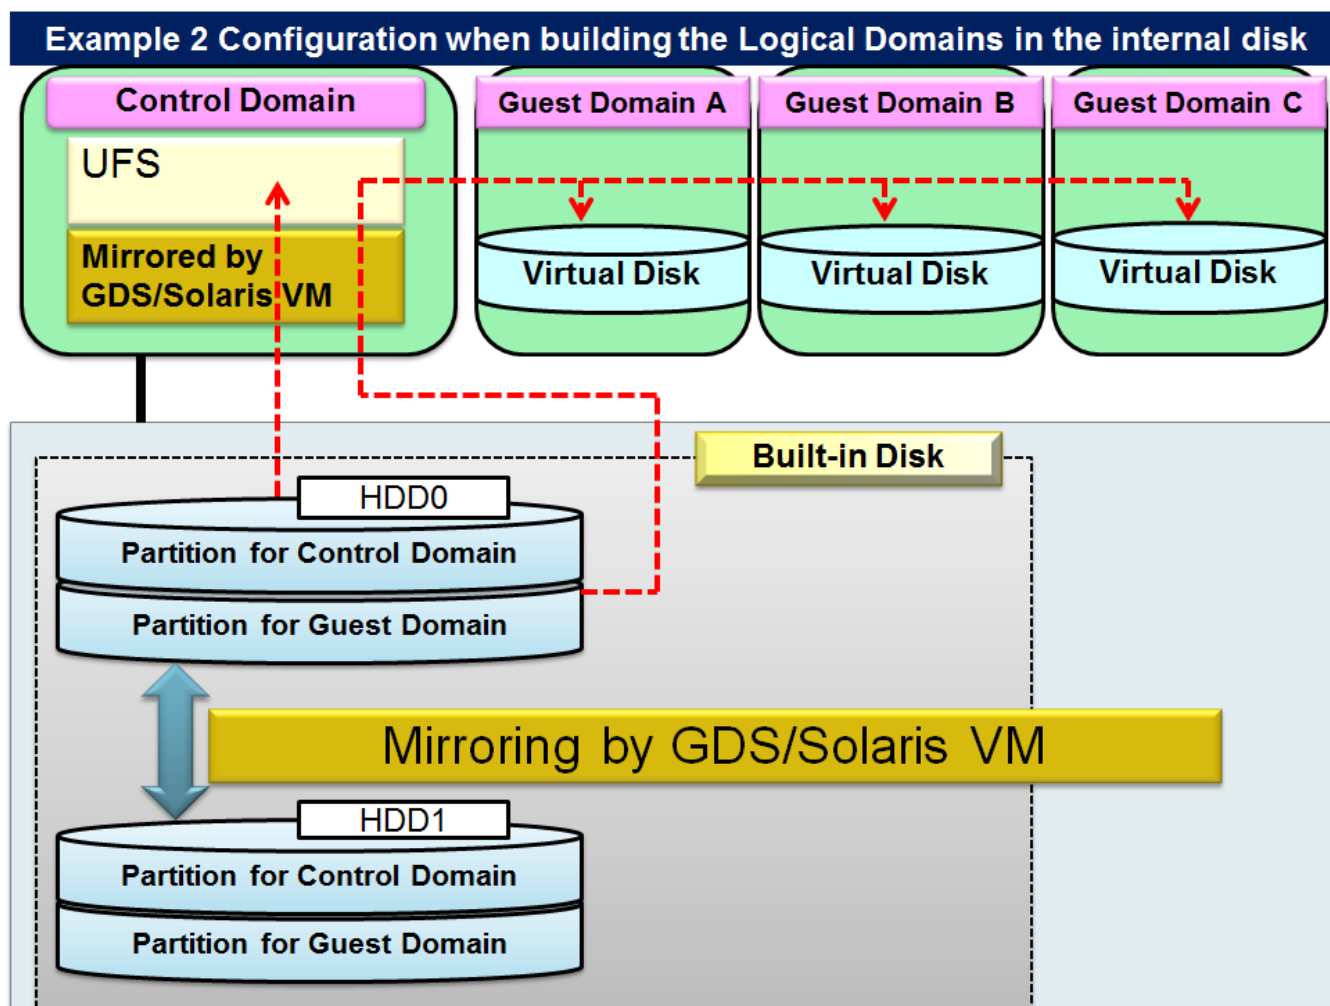 Example 2 Configuration when building the Logical Domains in the internal disk
Control Domain
Guest Domain A
Guest Domain B
Guest Domain C
UFS
Mirrored by
GDS/Solaris VM
Virtual Disk
Virtual Disk
Virtual Disk
Built-in Disk
HDD0
Partition for Control Domain
Partition for Guest Domain
Mirroring by GDS/Solaris VM
HDD1
Partition for Control Domain
Partition for Guest Domain